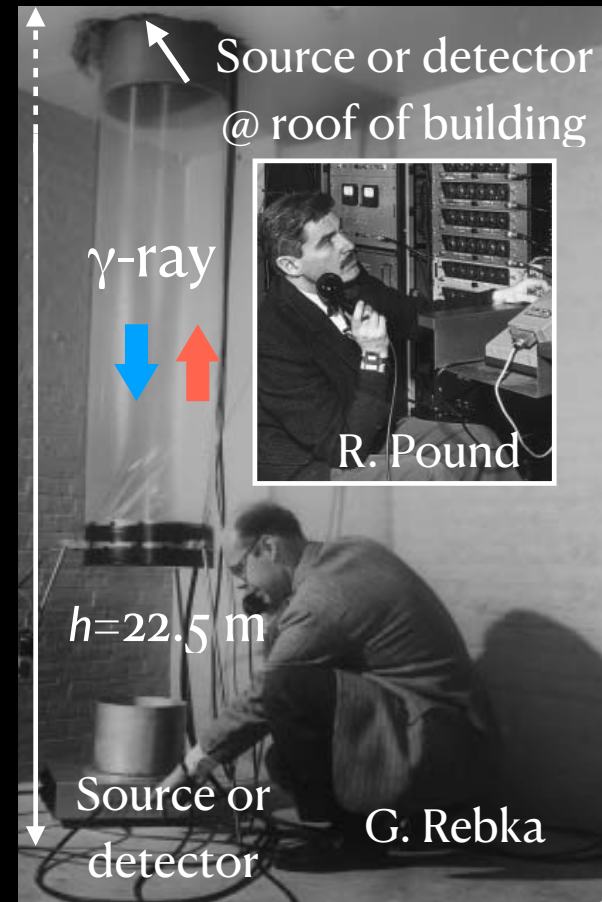 Source or detector
@ roof of building
γ-ray
R. Pound
h=22.5 m
Source or
detector
G. Rebka